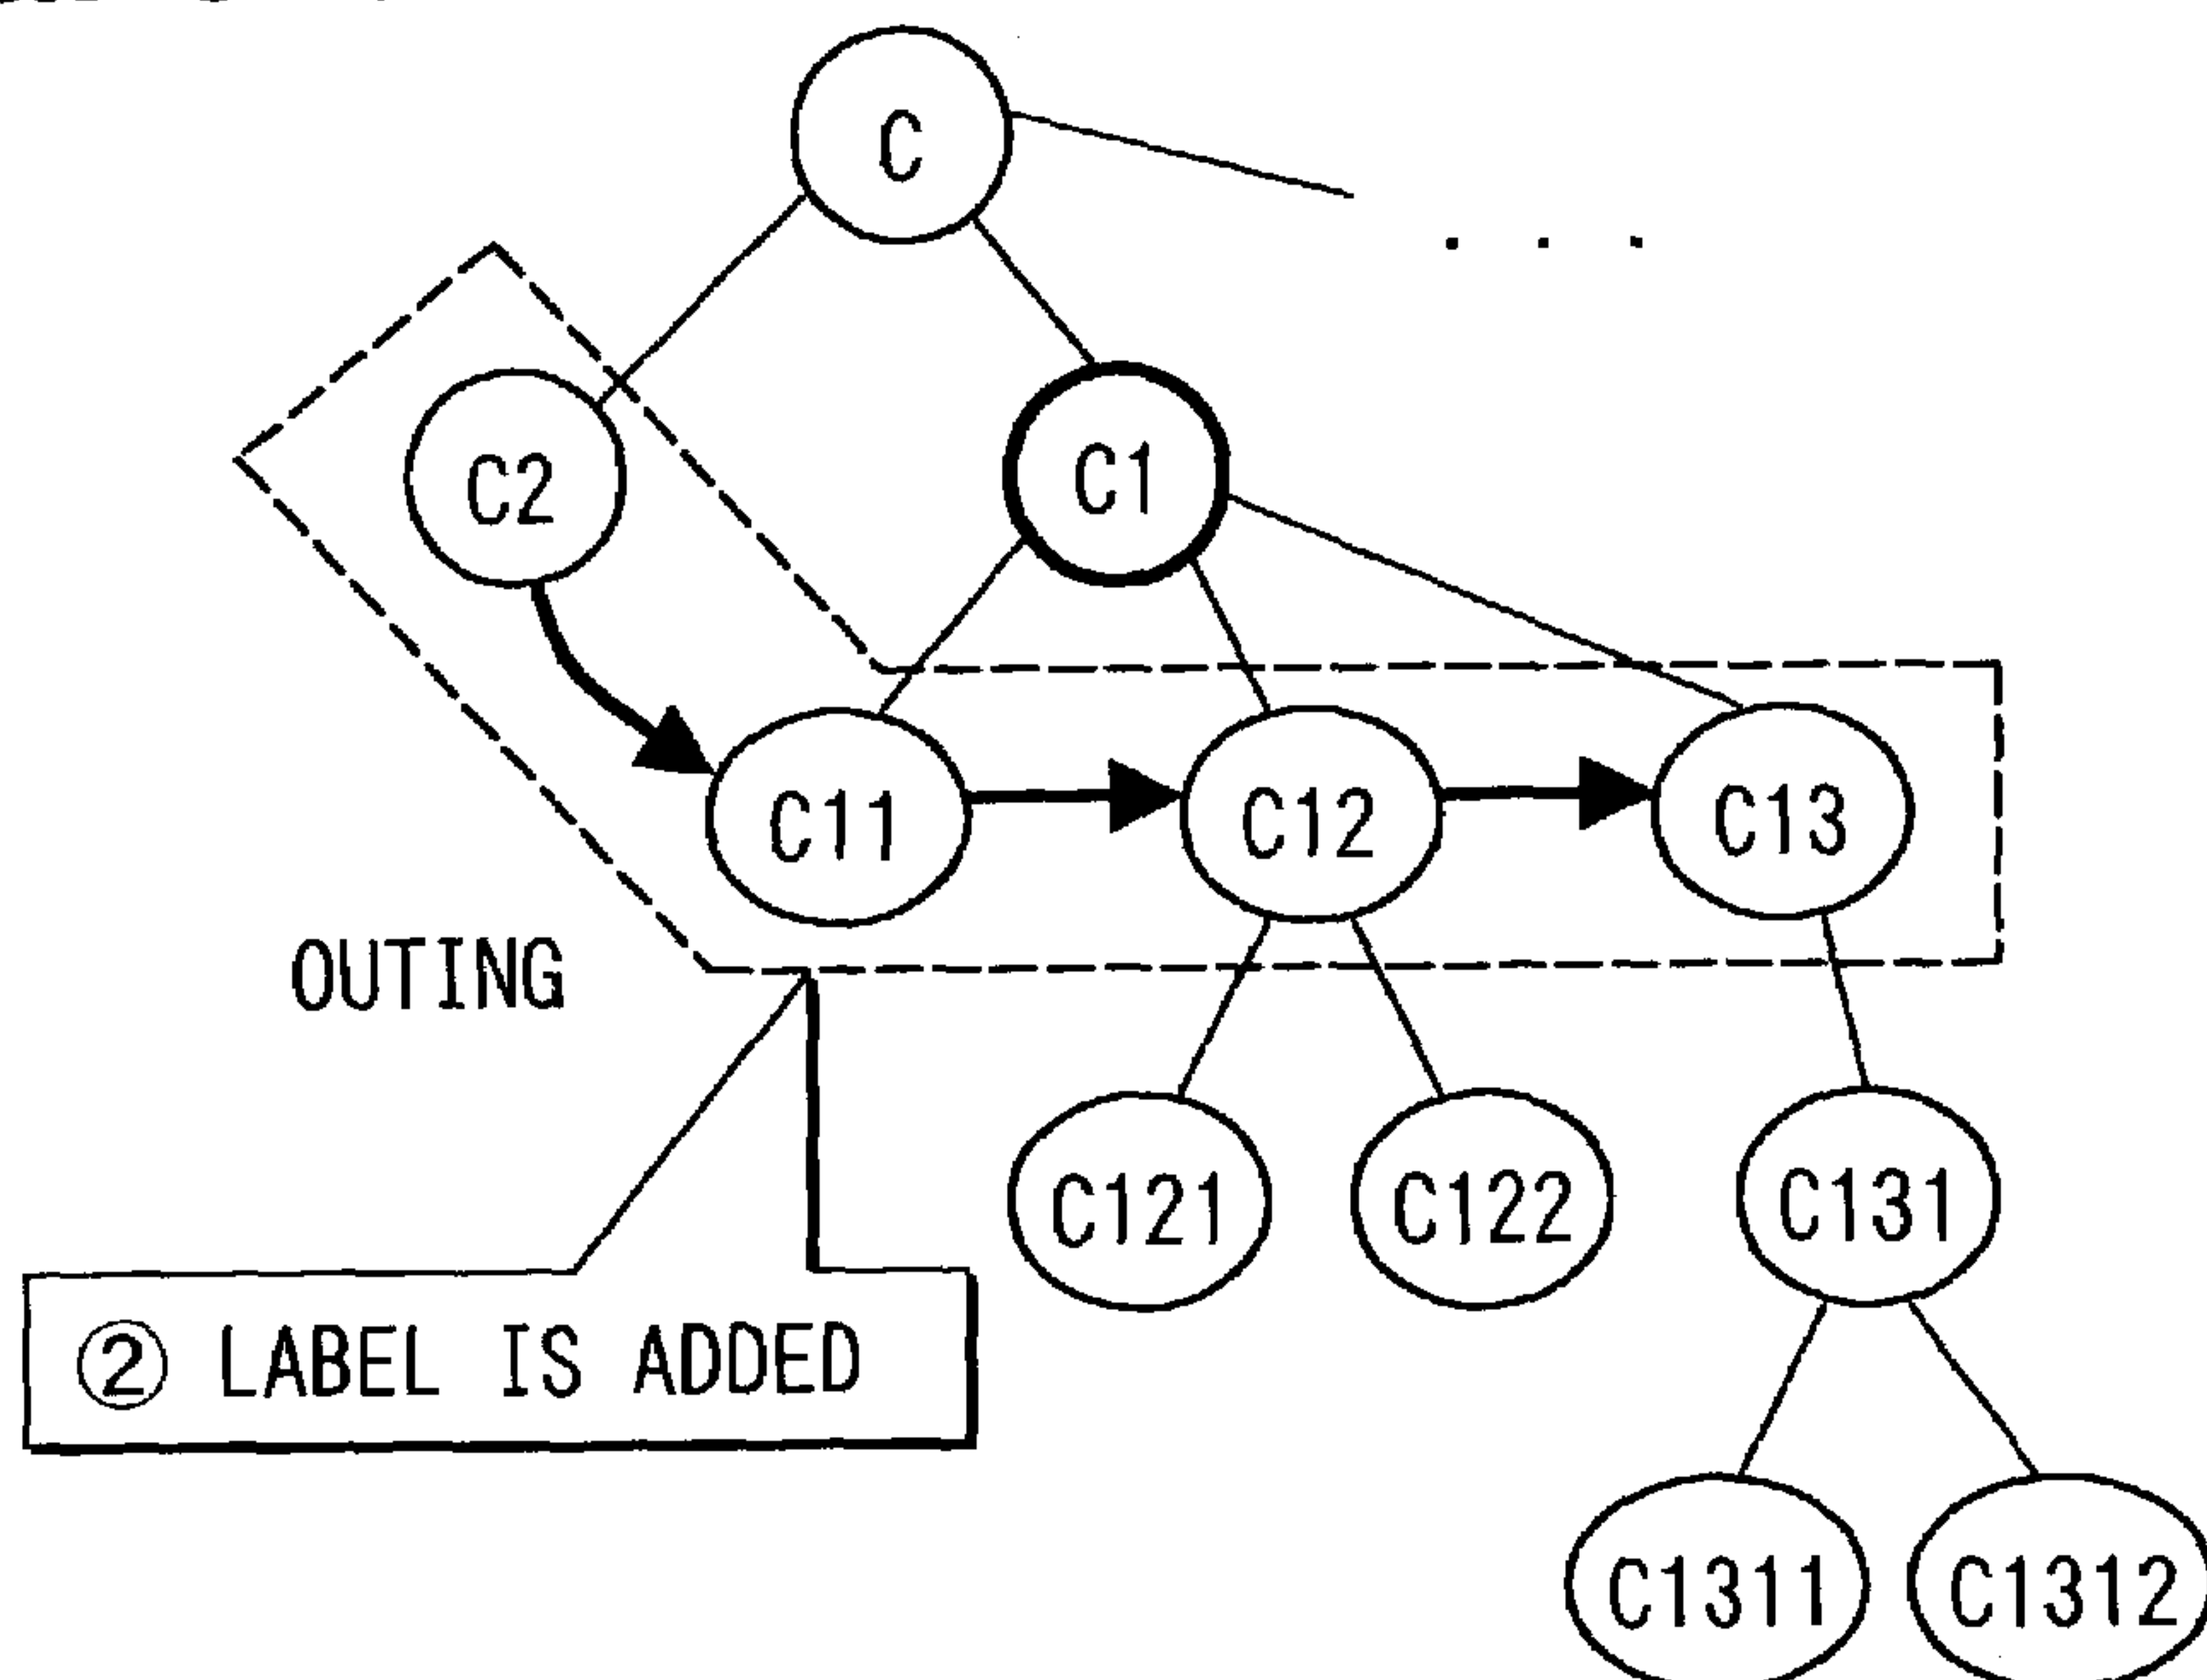 C
. . .
C2
C1
C11
C12
C13
OUTING
C121
C122
C131
② LABEL IS ADDED
C1311
C1312